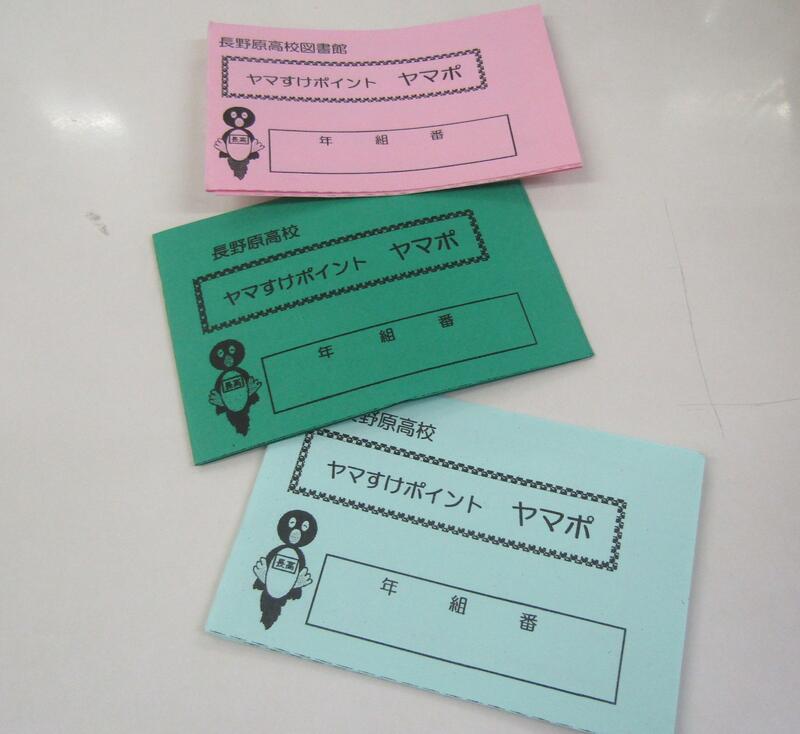 長野原高校図書館
ヤマすけポイント ヤマポ
長高
年 組 番
長野原高校
ヤマすけポイント ヤマポ
長高
年 組 番
長野原高校
ヤマすけポイント ヤマポ
長高
年 組 番